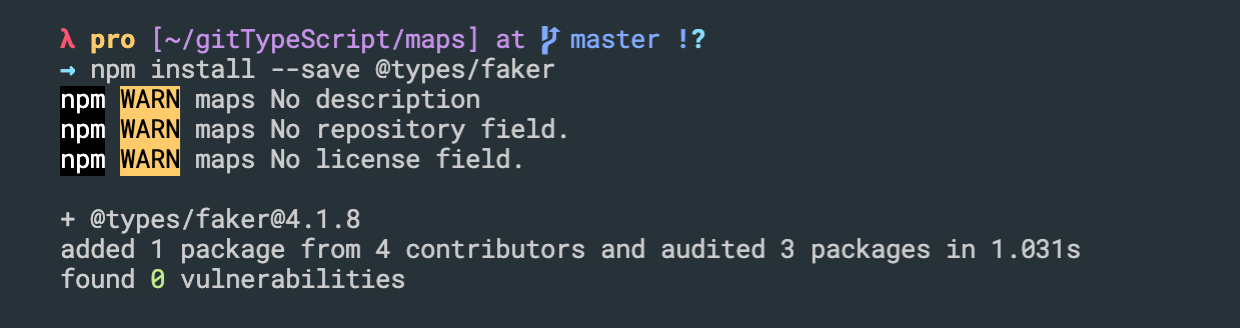 λ pro [~/gitTypeScript/maps] at master !?
→ npm install --save @types/faker
npm WARN maps No description
npm WARN maps No repository field.
npm WARN maps No license field.
+ @types/faker@4.1.8
added 1 package from 4 contributors and audited 3 packages in 1.031s
found 0 vulnerabilities